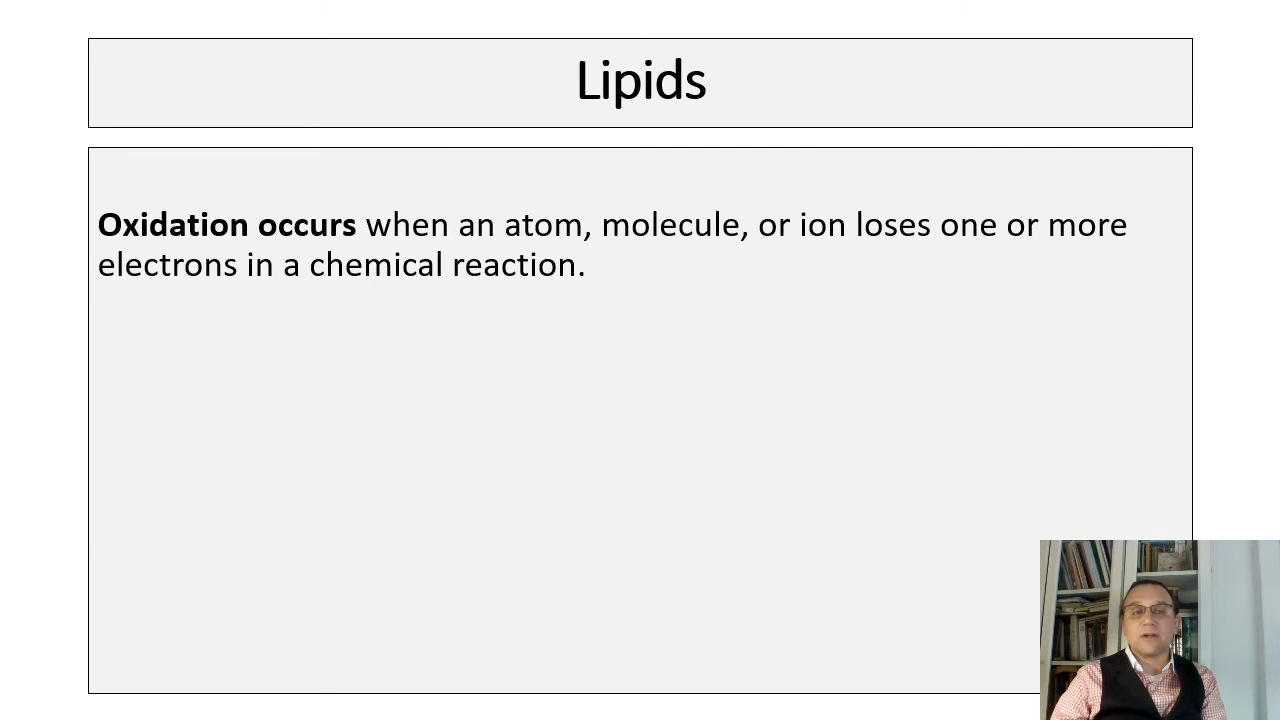 Lipids
Oxidation occurs when an atom, molecule, or ion loses one or more
electrons in a chemical reaction.